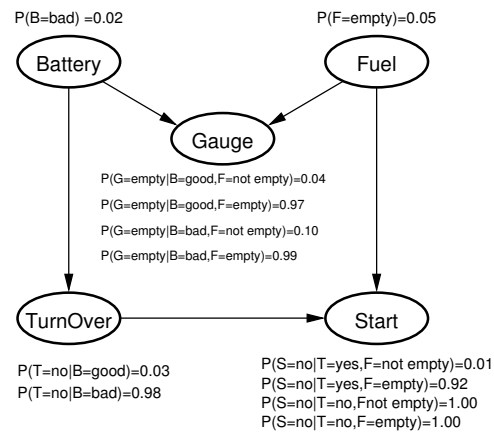 P(B=bad) =0.02
P(F=empty)=0.05
Battery
Fuel
Gauge
P(G=empty|B=good,F=not empty)=0.04
P(G=empty|B=good,F=empty)=0.97
P(G=empty|B=bad,F=not empty)=0.10
P(G=empty|B=bad,F=empty)=0.99
TurnOver
Start
P(T=no|B=good)=0.03
P(T=no|B=bad)=0.98
P(S=no|T=yes,F=not empty)=0.01
P(S=no|T=yes,F=empty)=0.92
P(S=no|T=no,Fnot empty)=1.00
P(S=no|T=no,F=empty)=1.00